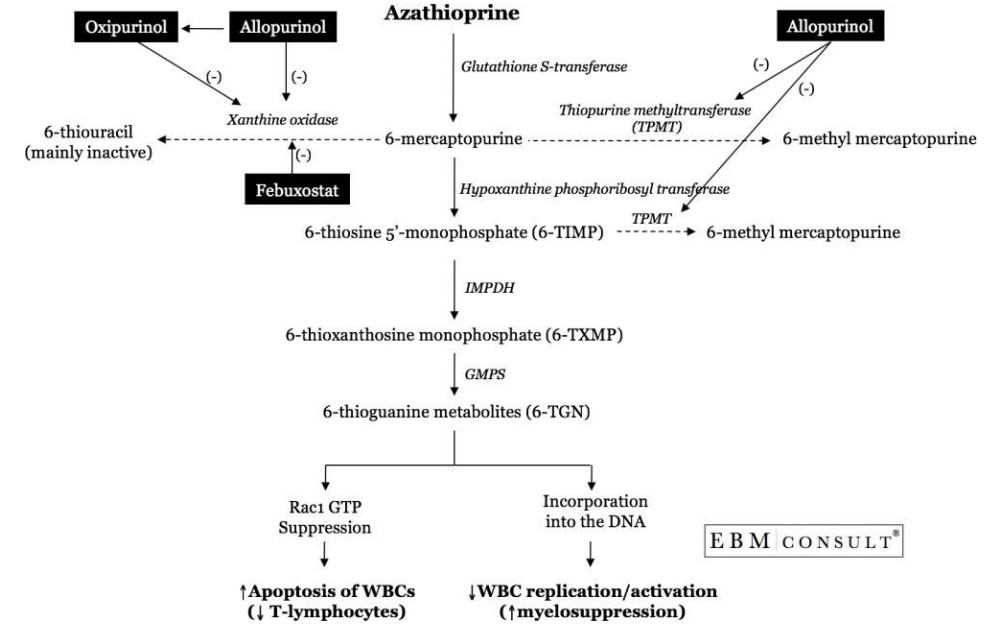 Azathioprine
Oxipurinol
Allopurinol
Allopurinol
(-)
(-)
Glutathione S-transferase
(-)
(-)
Thiopurine methyltransferase
(TPMT)
Xanthine oxidase
6-thiouracil
(mainly inactive)
6-mercaptopurine
6-methyl mercaptopurine
(-)
Febuxostat
Hypoxanthine phosphoribosyl transferase
TPMT
6-thiosine 5’-monophosphate (6-TIMP)
6-methyl mercaptopurine
IMPDH
6-thioxanthosine monophosphate (6-TXMP)
GMPS
6-thioguanine metabolites (6-TGN)
Rac1 GTP
Suppression
Incorporation
into the DNA
EBM CONSULT®
↑Apoptosis of WBCs
(↓ T-lymphocytes)
↓WBC replication/activation
(↑myelosuppression)